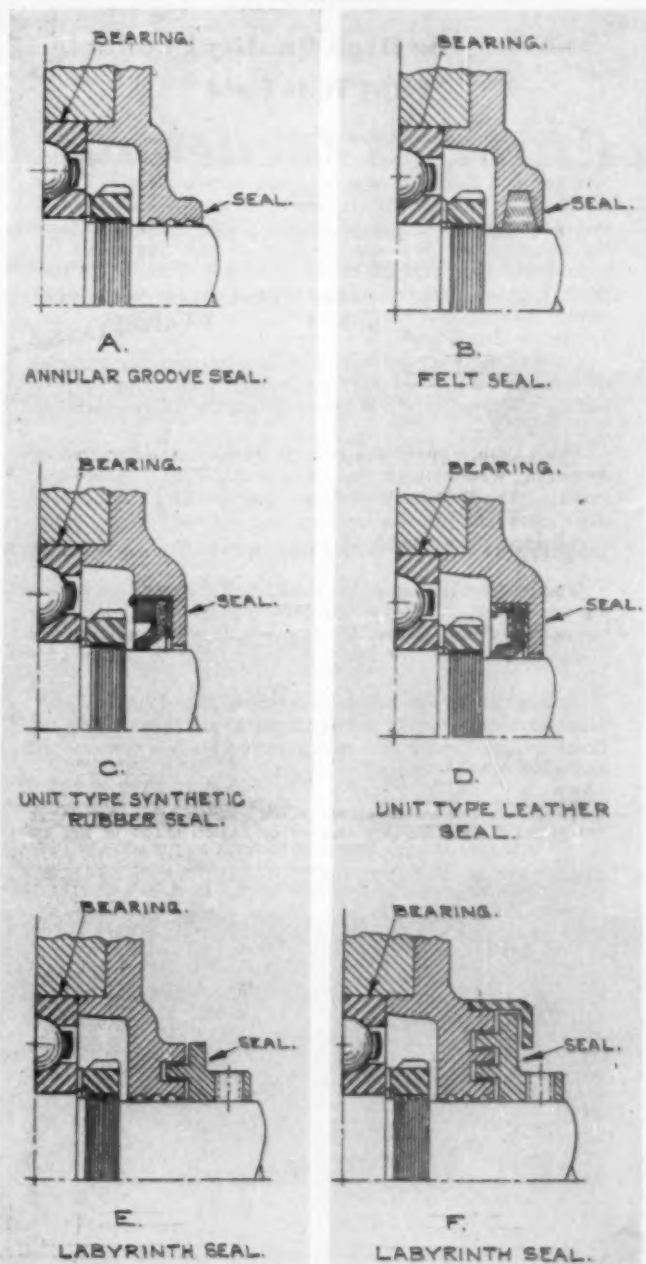 BEARING.
BEARING.
SEAL.
SEAL.
A.
ANNULAR GROOVE SEAL.
B.
FELT SEAL.
BEARING.
BEARING.
SEAL.
SEAL.
C.
UNIT TYPE SYNTHETIC
RUBBER SEAL.
D.
UNIT TYPE LEATHER
SEAL.
BEARING.
BEARING.
SEAL.
SEAL.
E.
LABYRINTH SEAL.
F.
LABYRINTH SEAL.